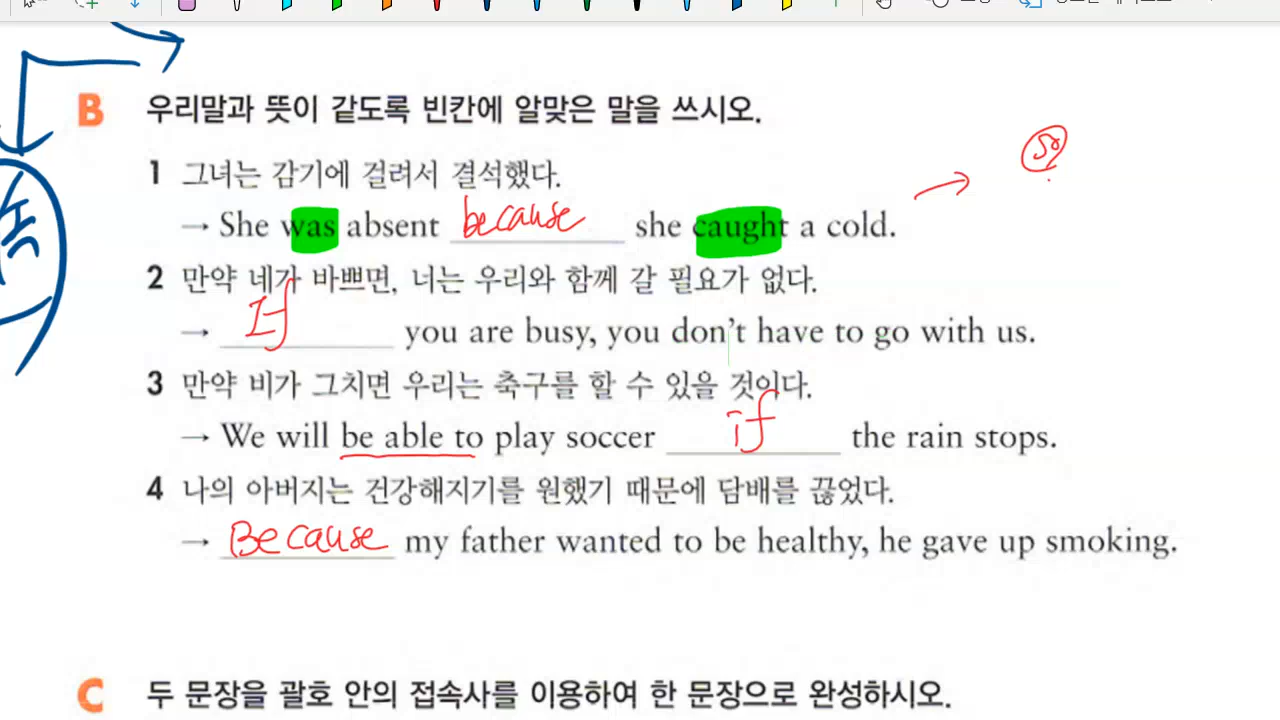 B 우리말과 뜻이 같도록 빈칸에 알맞은 말을 쓰시오.
1 그녀는 감기에 걸려서 결석했다.
→ She was absent because she caught a cold. → so
2 만약 네가 바쁘면, 너는 우리와 함께 갈 필요가 없다.
→ If you are busy, you don't have to go with us.
3 만약 비가 그치면 우리는 축구를 할 수 있을 것이다.
→ We will be able to play soccer if the rain stops.
4 나의 아버지는 건강해지기를 원했기 때문에 담배를 끊었다.
→ Because my father wanted to be healthy, he gave up smoking.
C 두 문장을 괄호 안의 접속사를 이용하여 한 문장으로 완성하시오.